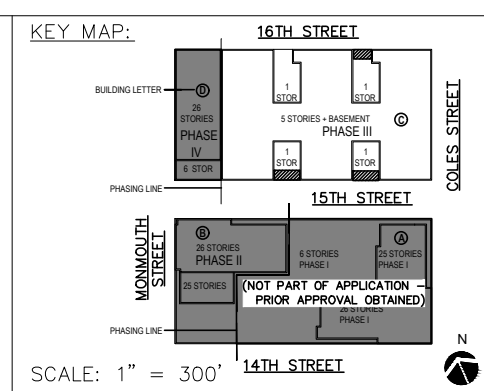 KEY MAP:
16TH STREET
BUILDING LETTER
D
26
STORIES
PHASE
IV
6 STOR
1
STOR
1
STOR
5 STORIES + BASEMENT
PHASE III
C
1
STOR
1
STOR
COLES STREET
PHASING LINE
15TH STREET
MONMOUTH
STREET
B
26 STORIES
PHASE II
25 STORIES
6 STORIES
PHASE I
A
25 STORIES
PHASE I
(NOT PART OF APPLICATION –
PRIOR APPROVAL OBTAINED)
26 STORIES
PHASE I
PHASING LINE
14TH STREET
N
SCALE: 1" = 300'